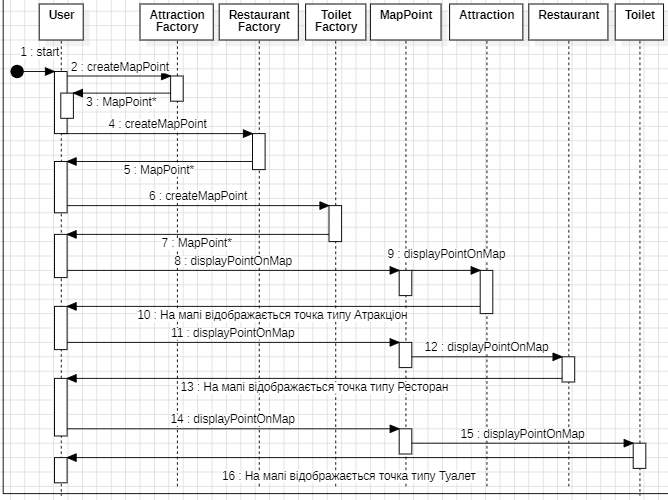 User
Attraction
Factory
Restaurant
Factory
Toilet
Factory
MapPoint
Attraction
Restaurant
Toilet
1 : start
2 : createMapPoint
3 : MapPoint*
4 : createMapPoint
5 : MapPoint*
6 : createMapPoint
7 : MapPoint*
8 : displayPointOnMap
9 : displayPointOnMap
10 : На мапі відображається точка типу Атракціон
11 : displayPointOnMap
12 : displayPointOnMap
13 : На мапі відображається точка типу Ресторан
14 : displayPointOnMap
15 : displayPointOnMap
16 : На мапі відображається точка типу Туалет